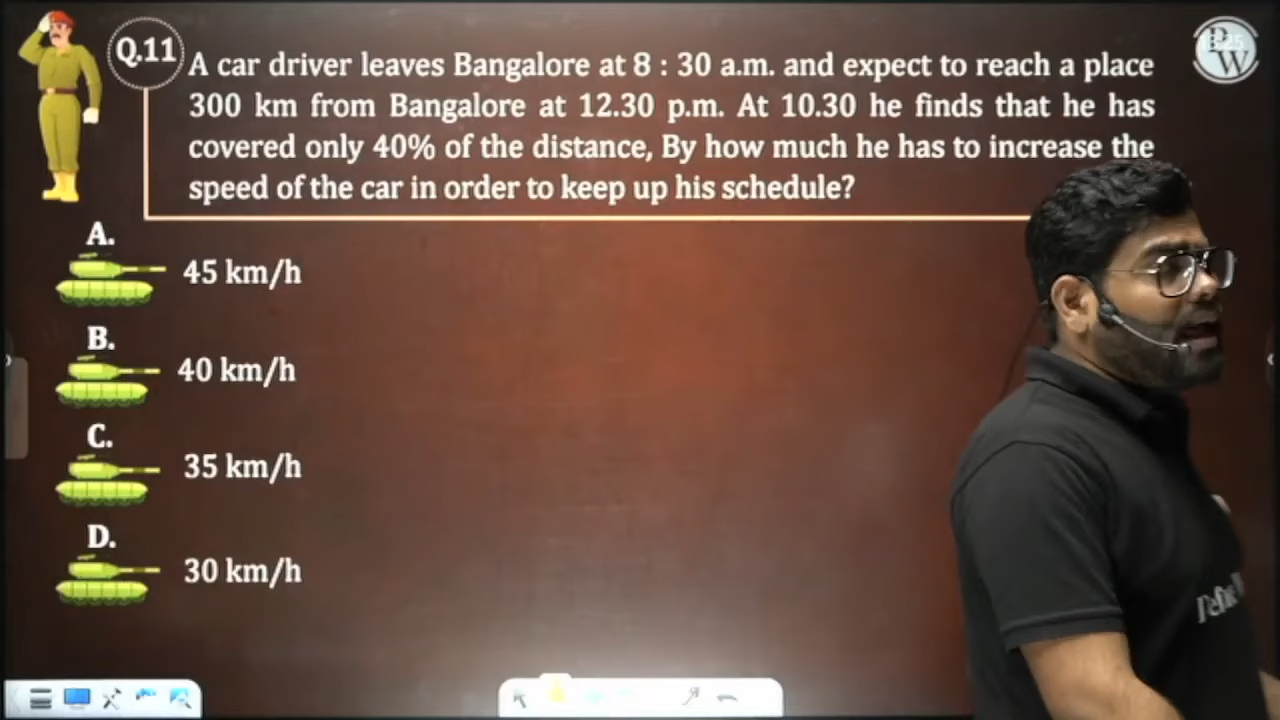 Q.11
A car driver leaves Bangalore at 8 : 30 a.m. and expect to reach a place
300 km from Bangalore at 12.30 p.m. At 10.30 he finds that he has
covered only 40% of the distance, By how much he has to increase the
speed of the car in order to keep up his schedule?
A.
45 km/h
B.
40 km/h
C.
35 km/h
D.
30 km/h
P
W